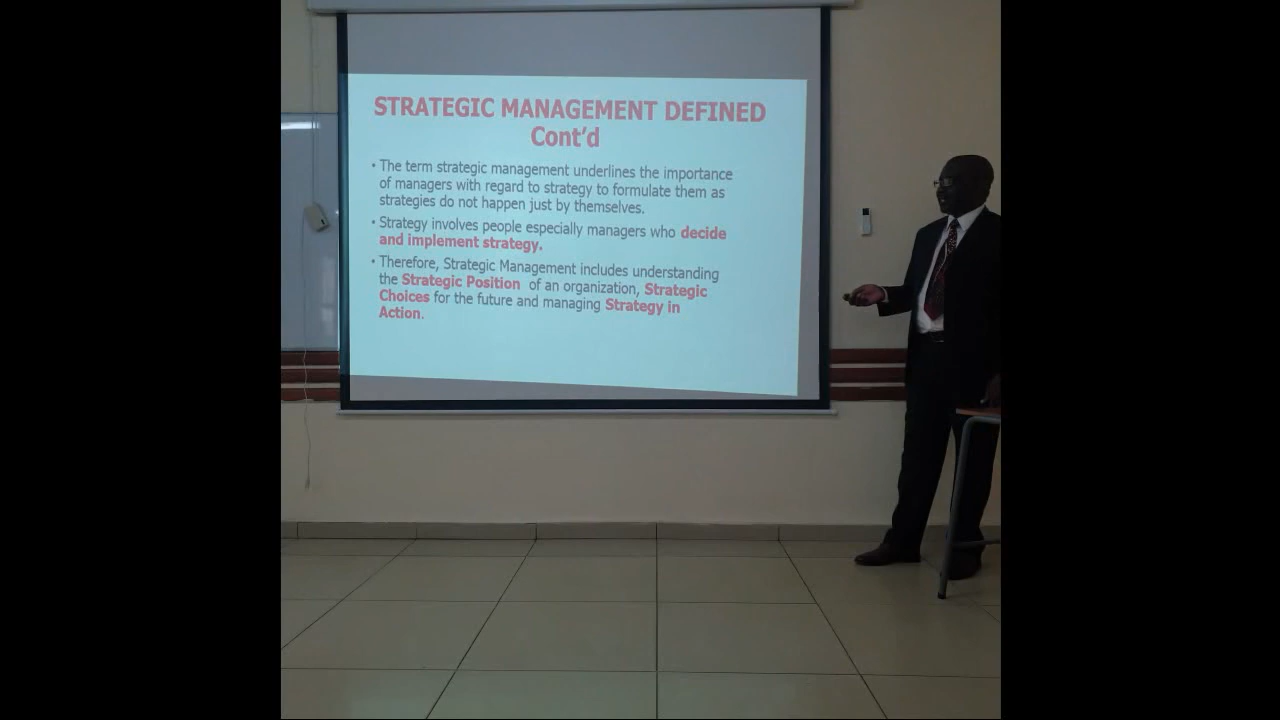 STRATEGIC MANAGEMENT DEFINED
Cont'd
• The term strategic management underlines the importance
of managers with regard to strategy to formulate them as
strategies do not happen just by themselves.
• Strategy involves people especially managers who decide
and implement strategy.
• Therefore, Strategic Management includes understanding
the Strategic Position of an organization, Strategic
Choices for the future and managing Strategy in
Action.